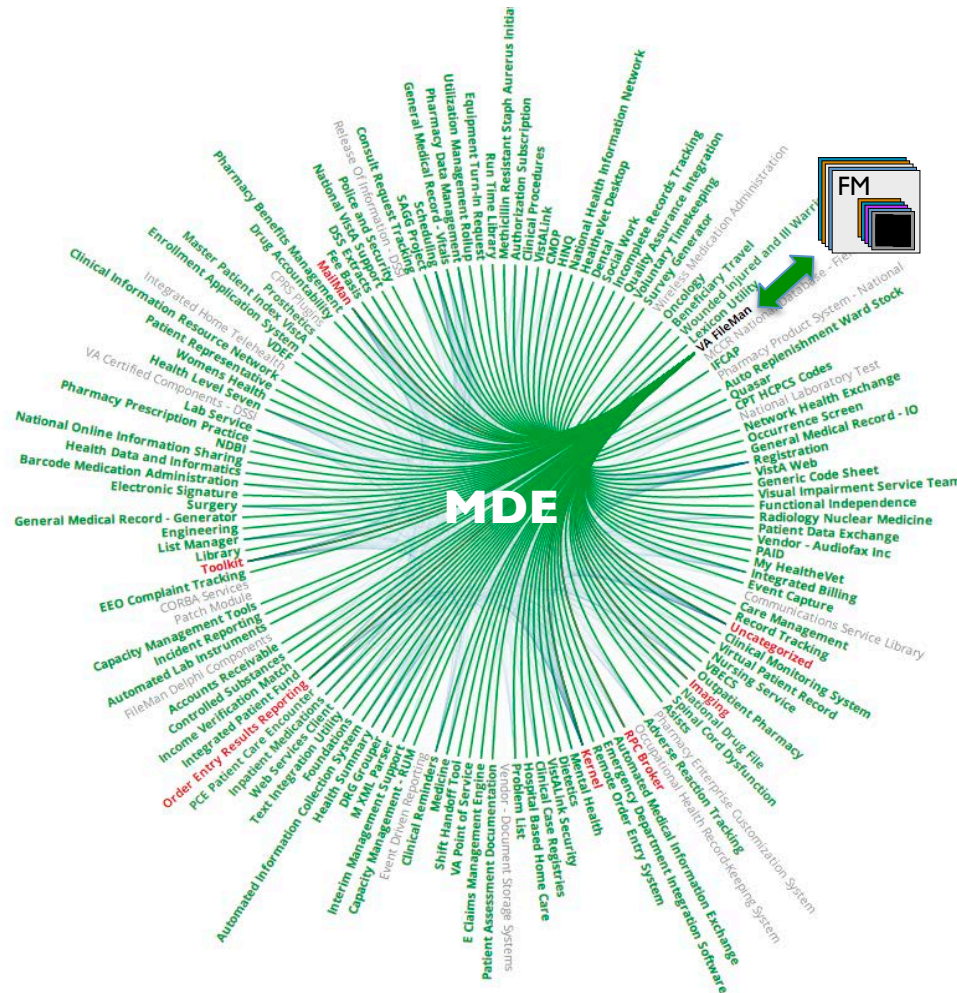 Methicillin Resistant Staph Aurerus Initia
Authorization Subscription
Clinical Procedures
VistALink
CMOP
HINQ
National Health Information Network
HealtheVet Desktop
Dental
Social Work
Incomplete Records Tracking
Quality Assurance Integration
Voluntary Timekeeping
Survey Generator
Wireless Medication Administration
Oncology
Beneficiary Travel
Wounded Injured and Ill Warri
Lexicon Utility
VA FileMan
MCCR National Database - Fie
Pharmacy Product System - National
IFCAP
Auto Replenishment Ward Stock
Quasar
CPT HCPCS Codes
National Laboratory Test
Network Health Exchange
Occurrence Screen
General Medical Record - IO
Registration
VistA Web
Generic Code Sheet
Visual Impairment Service Team
Functional Independence
Radiology Nuclear Medicine
Patient Data Exchange
Vendor - Audiofax Inc
PAID
My HealtheVet
Integrated Billing
Event Capture
Communications Service Library
Care Management
Record Tracking
Uncategorized
Clinical Monitoring System
Virtual Patient Record
Nursing Service
VBECS
Outpatient Pharmacy
Imaging
National Drug File
Spinal Cord Dysfunction
Asists
Pharmacy Enterprise Customization System
Adverse Reaction Tracking
Occupational Health Record-Keeping System
RPC Broker
Automated Medical Information Exchange
Emergency Department Integration Software
Remote Order Entry System
Kernel
Mental Health
Dietetics
VistALink Security
Clinical Case Registries
Hospital Based Home Care
Problem List
Vendor - Document Storage Systems
Patient Assessment Documentation
E Claims Management Engine
VA Point of Service
Shift Handoff Tool
Medicine
Clinical Reminders
Event Driven Reporting
Capacity Management - RUM
Interim Management Support
M XML Parser
DRG Grouper
Health Summary
Automated Information Collection System
Foundations
Text Integration Utility
Web Services Client
Inpatient Medications
PCE Patient Care Encounter
Order Entry Results Reporting
Integrated Patient Fund
Income Verification Match
Controlled Substances
Accounts Receivable
FileMan Delphi Components
Automated Lab Instruments
Incident Reporting
Capacity Management Tools
Patch Module
CORBA Services
EEO Complaint Tracking
Toolkit
Library
List Manager
Engineering
General Medical Record - Generator
Surgery
Electronic Signature
Barcode Medication Administration
Health Data and Informatics
National Online Information Sharing
NDBI
Pharmacy Prescription Practice
Lab Service
VA Certified Components - DSSI
Health Level Seven
Womens Health
Patient Representative
Clinical Information Resource Network
Integrated Home Telehealth
VDEF
Enrollment Application System
Master Patient Index VistA
Prosthetics
CPRS Plugins
Drug Accountability
Pharmacy Benefits Management
MailMan
Fee Basis
DSS Extracts
National VistA Support
Police and Security
Release Of Information - DSSI
Consult Request Tracking
SAGG Project
Scheduling
General Medical Record - Vitals
Pharmacy Data Management
Utilization Management Rollup
Equipment Turn-In Request
Run Time Library
FM
MDE